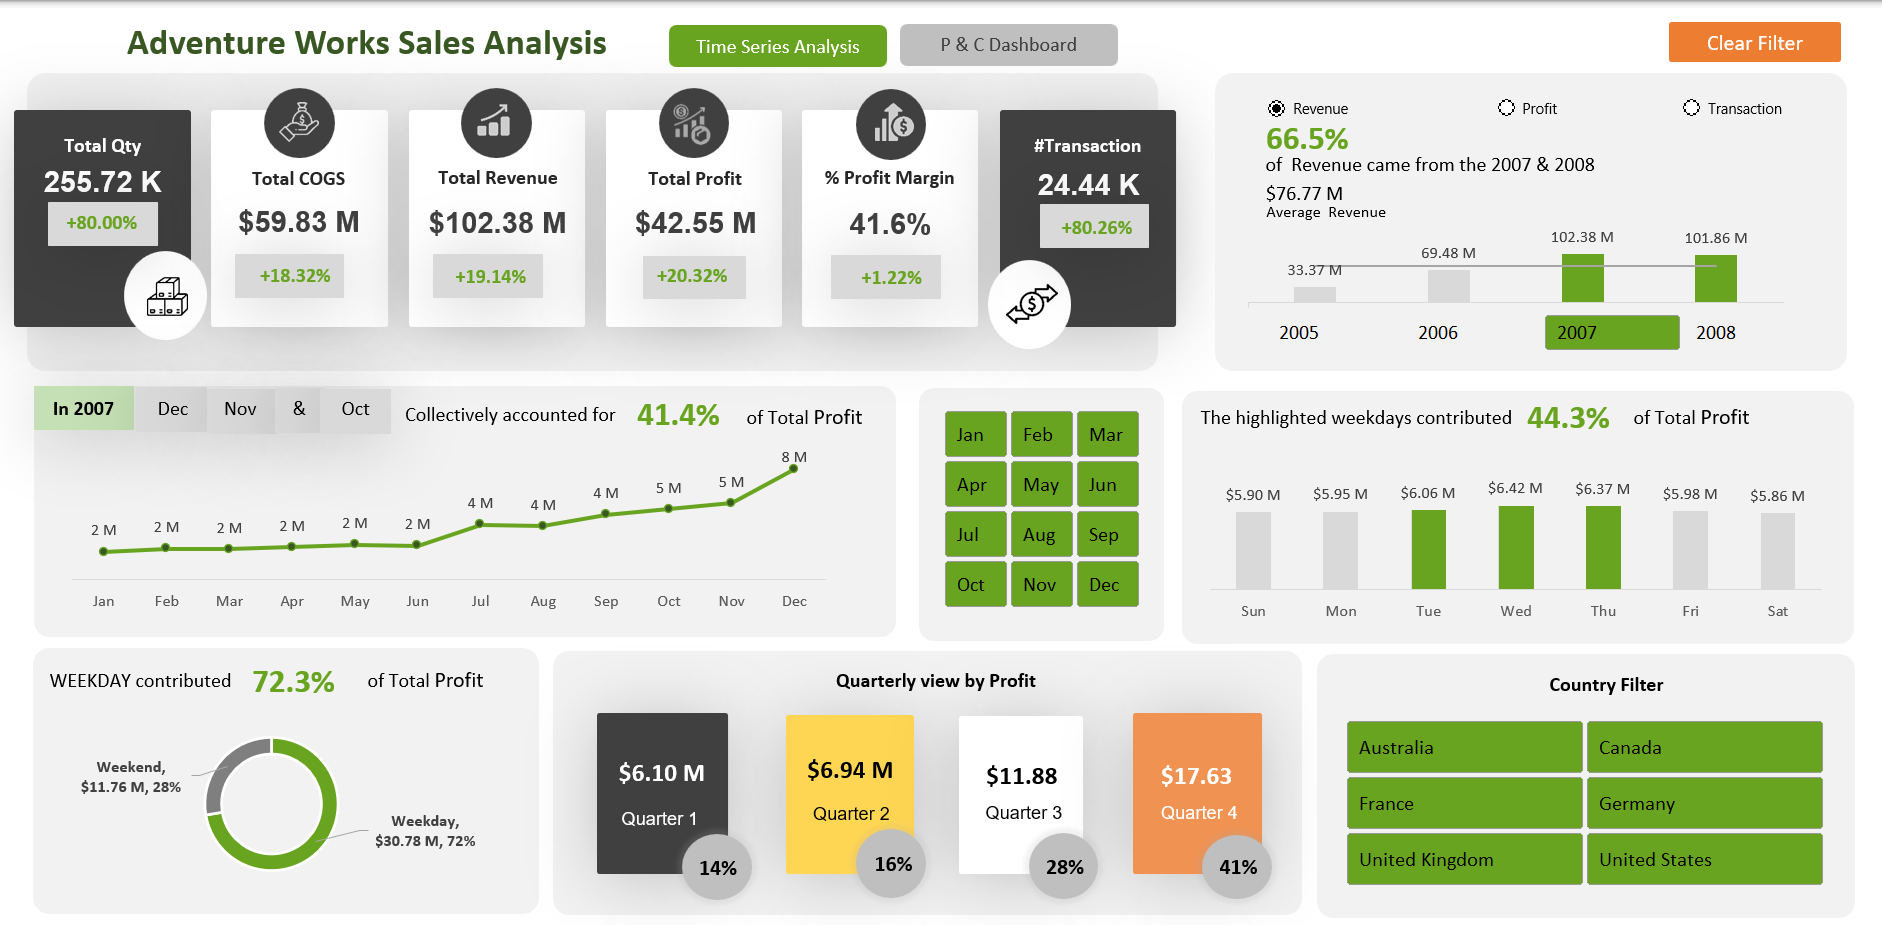 Adventure Works Sales Analysis
Time Series Analysis
P & C Dashboard
Clear Filter
Total Qty
255.72 K
+80.00%
Total COGS
$59.83 M
+18.32%
Total Revenue
$102.38 M
+19.14%
Total Profit
$42.55 M
+20.32%
% Profit Margin
41.6%
+1.22%
#Transaction
24.44 K
+80.26%
Revenue
Profit
Transaction
66.5%
of Revenue came from the 2007 & 2008
$76.77 M
Average Revenue
33.37 M
69.48 M
102.38 M
101.86 M
2005
2006
2007
2008
In 2007
Dec
Nov
&
Oct
Collectively accounted for
41.4%
of Total Profit
2 M
2 M
2 M
2 M
2 M
2 M
4 M
4 M
4 M
5 M
5 M
8 M
Jan
Feb
Mar
Apr
May
Jun
Jul
Aug
Sep
Oct
Nov
Dec
Jan
Feb
Mar
Apr
May
Jun
Jul
Aug
Sep
Oct
Nov
Dec
The highlighted weekdays contributed
44.3%
of Total Profit
$5.90 M
$5.95 M
$6.06 M
$6.42 M
$6.37 M
$5.98 M
$5.86 M
Sun
Mon
Tue
Wed
Thu
Fri
Sat
WEEKDAY contributed
72.3%
of Total Profit
Weekend,
$11.76 M, 28%
Weekday,
$30.78 M, 72%
Quarterly view by Profit
$6.10 M
Quarter 1
14%
$6.94 M
Quarter 2
16%
$11.88
Quarter 3
28%
$17.63
Quarter 4
41%
Country Filter
Australia
Canada
France
Germany
United Kingdom
United States